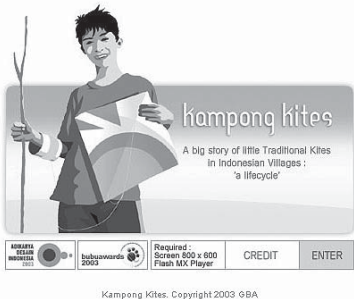 kampong kites
A big story of little Traditional Kites
in Indonesian Villages :
'a lifecycle'
ADIKARYA
DESAIN
INDONESIA
2003
bubuawards
2003
Required :
Screen 800 x 600
Flash MX Player
CREDIT
ENTER
Kampong Kites. Copyright 2003 GBA